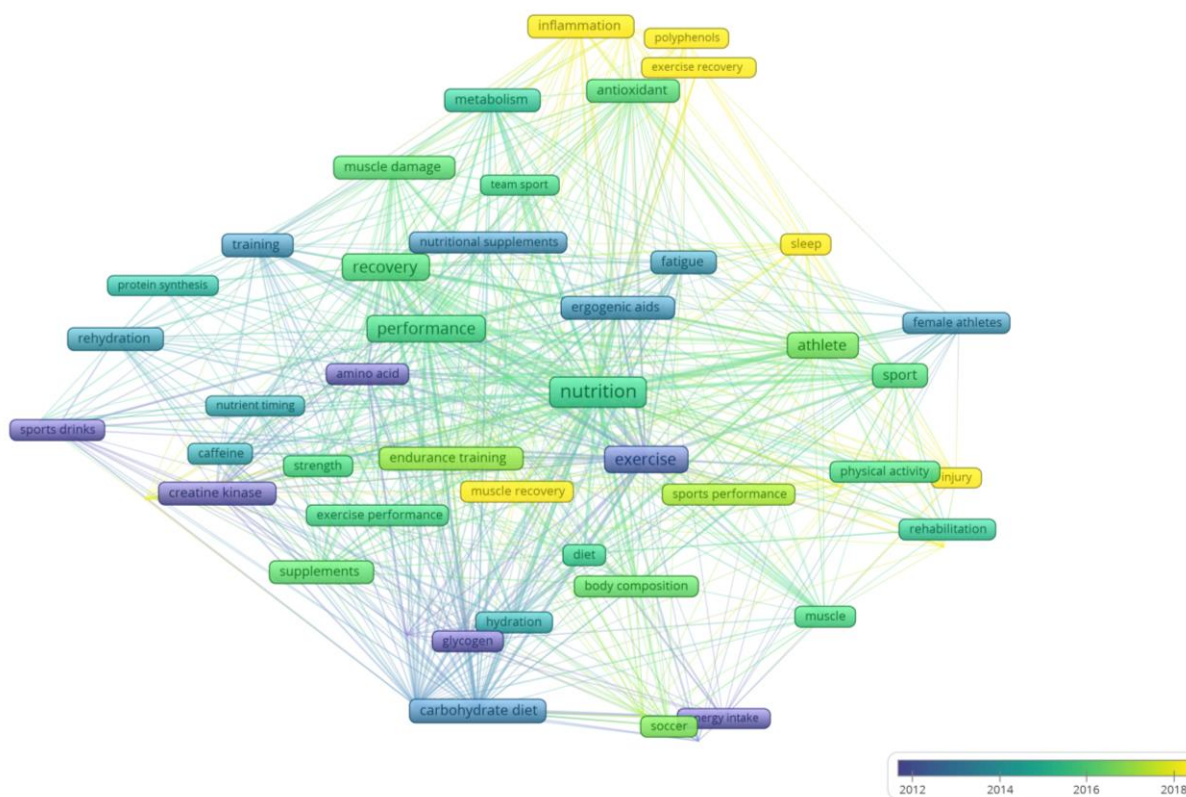 inflammation
polyphenols
exercise recovery
antioxidant
metabolism
muscle damage
team sport
training
nutritional supplements
sleep
recovery
fatigue
protein synthesis
ergogenic aids
female athletes
performance
rehydration
athlete
amino acid
sport
nutrition
nutrient timing
sports drinks
caffeine
endurance training
exercise
strength
physical activity
injury
creatine kinase
muscle recovery
sports performance
exercise performance
rehabilitation
diet
supplements
body composition
muscle
hydration
glycogen
carbohydrate diet
soccer
nergy intake
2012 2014 2016 2018